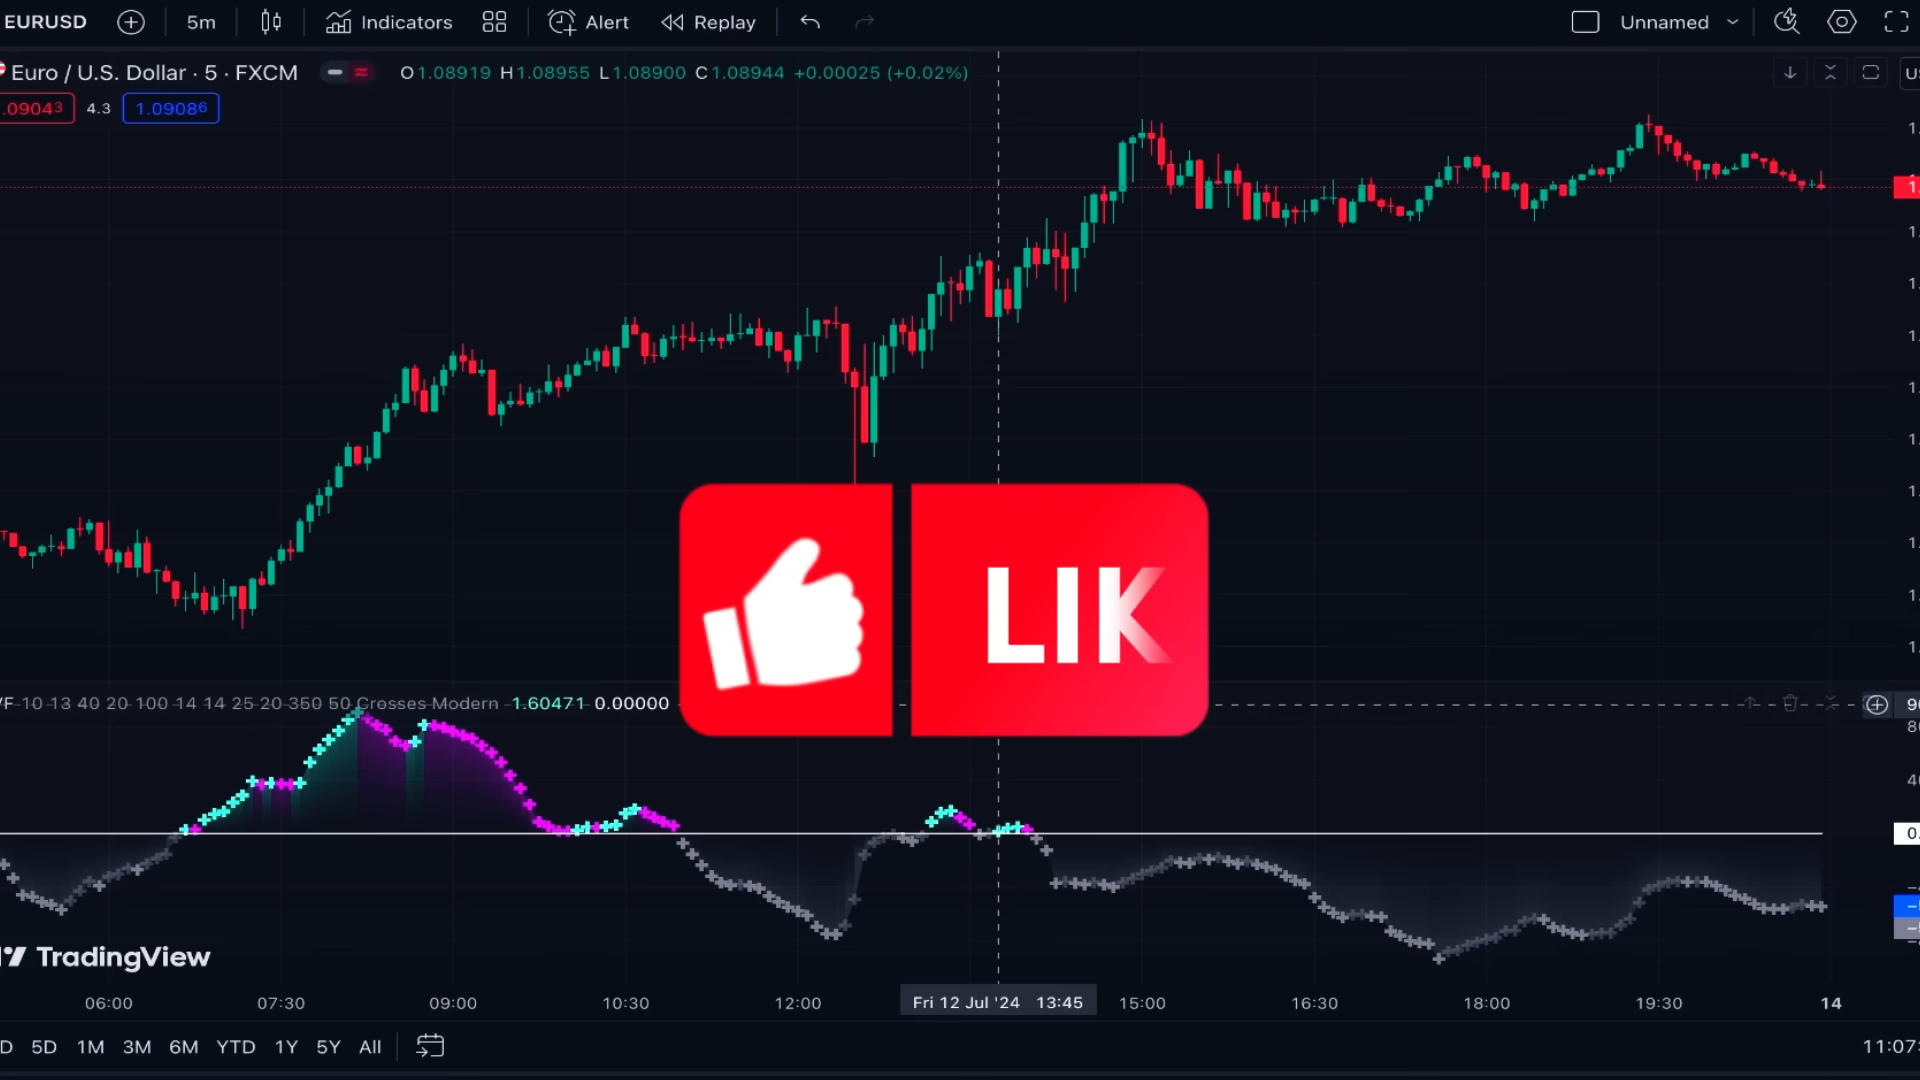 EURUSD 5m Indicators Alert Replay Unnamed
Euro / U.S. Dollar · 5 · FXCM O1.08919 H1.08955 L1.08900 C1.08944 +0.00025 (+0.02%)
.09043 4.3 1.09086
LIK
10 13 40 20 100 14 14 25 20 350 50 Crosses Modern 1.60471 0.00000
TradingView
06:00 07:30 09:00 10:30 12:00 Fri 12 Jul '24 13:45 15:00 16:30 18:00 19:30 14
D 5D 1M 3M 6M YTD 1Y 5Y All 11:07: